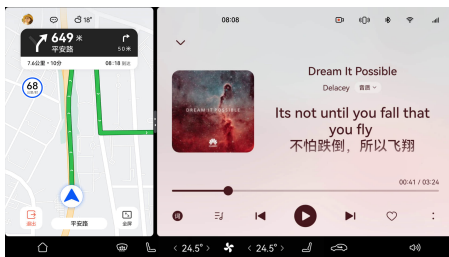 18°
649 米
平安路
50米
7.6公里·10分
08:18 到达
68
退出
平安路
全屏
08:08
DREAM IT POSSIBLE
Dream It Possible
Delacey
音质
Its not until you fall that
you fly
不怕跌倒，所以飞翔
00:41 / 03:24
词
< 24.5° >
< 24.5° >